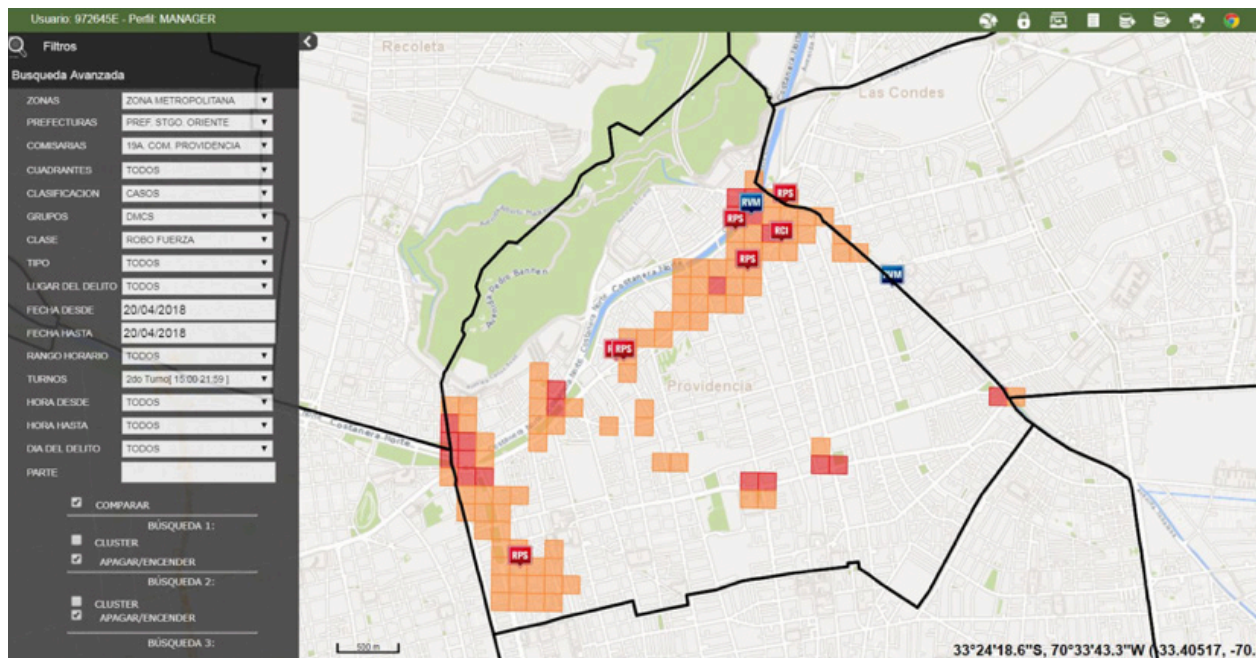 Usuario: 972645E - Perfil: MANAGER
Filtros
Busqueda Avanzada
ZONAS ZONA METROPOLITANA
PREFECTURAS PREF. STGO. ORIENTE
COMISARIAS 19A. COM. PROVIDENCIA
CUADRANTES TODOS
CLASIFICACION CASOS
GRUPOS DMCS
CLASE ROBO FUERZA
TIPO TODOS
LUGAR DEL DELITO TODOS
FECHA DESDE 20/04/2018
FECHA HASTA 20/04/2018
RANGO HORARIO TODOS
TURNOS 2do Turno[ 15:00-21:59 ]
HORA DESDE TODOS
HORA HASTA TODOS
DIA DEL DELITO TODOS
PARTE
COMPARAR
BÚSQUEDA 1:
CLUSTER
APAGAR/ENCENDER
BÚSQUEDA 2:
CLUSTER
APAGAR/ENCENDER
BÚSQUEDA 3:
Recoleta
Las Condes
RPS
RVM
RPS
RCI
RPS
RPS
Providencia
Costanera Norte
RPS
500 m
33°24'18.6"S, 70°33'43.3"W (-33.40517, -70.